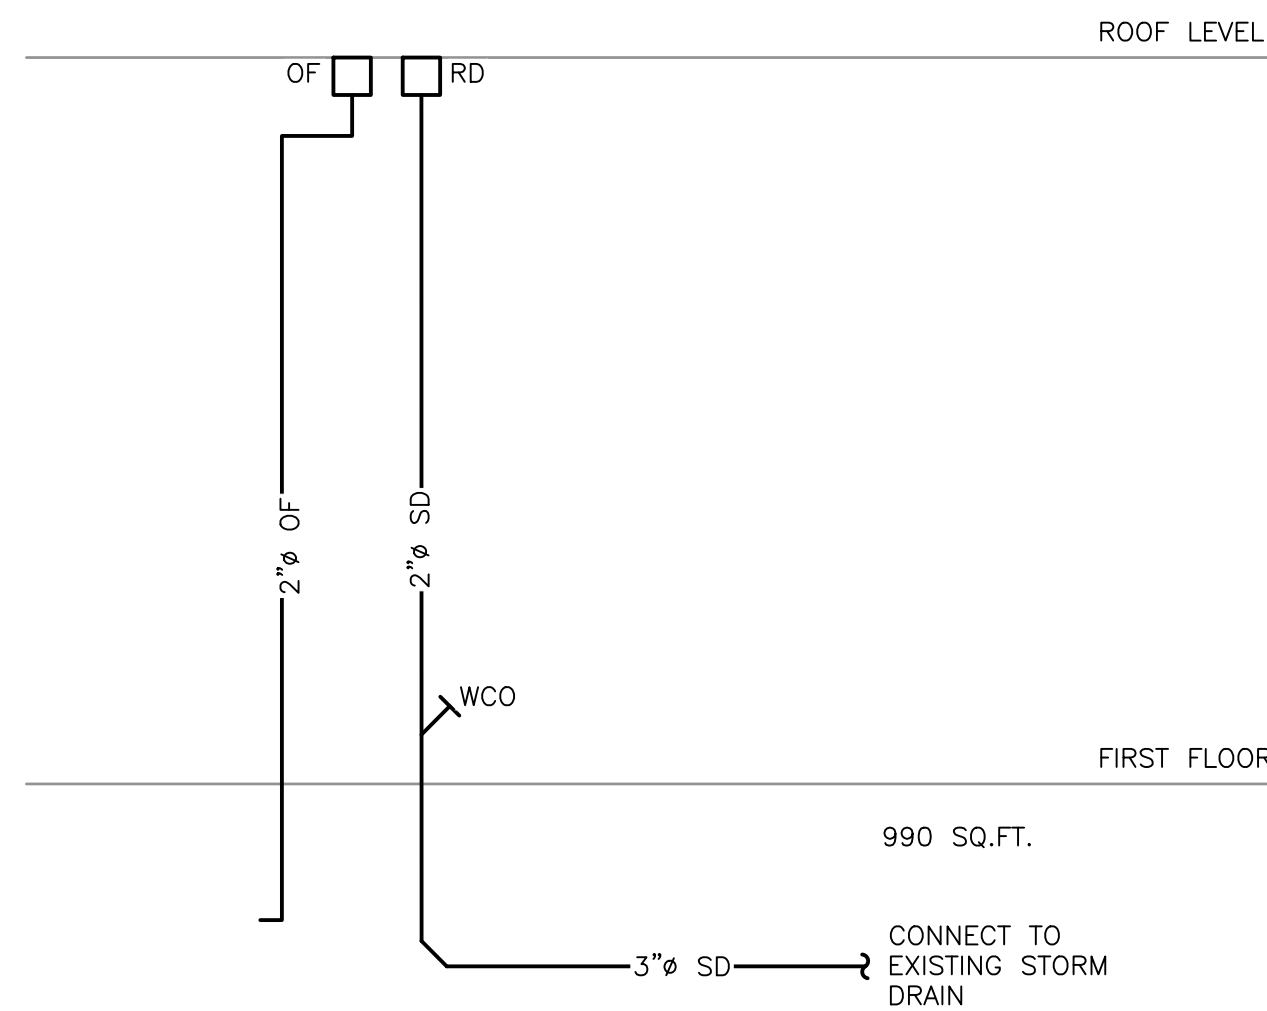 ROOF LEVEL
OF
RD
2"ø OF
2"ø SD
WCO
FIRST FLOOR
990 SQ.FT.
3"ø SD
CONNECT TO
EXISTING STORM
DRAIN